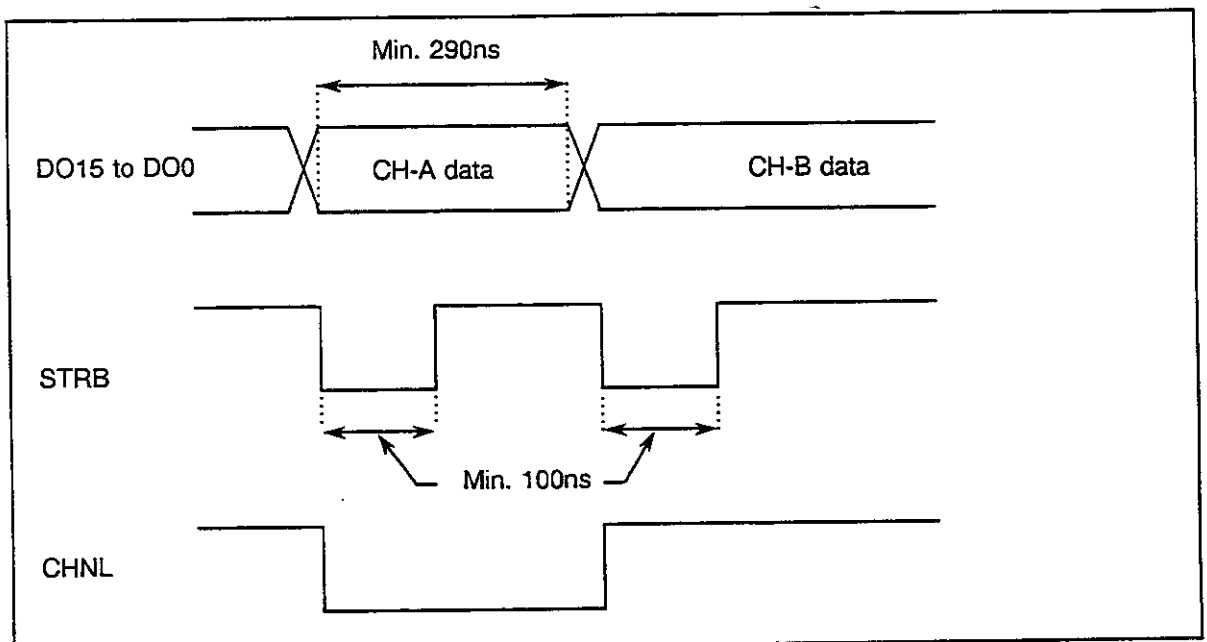 Min. 290ns
DO15 to DO0
CH-A data
CH-B data
STRB
Min. 100ns
CHNL